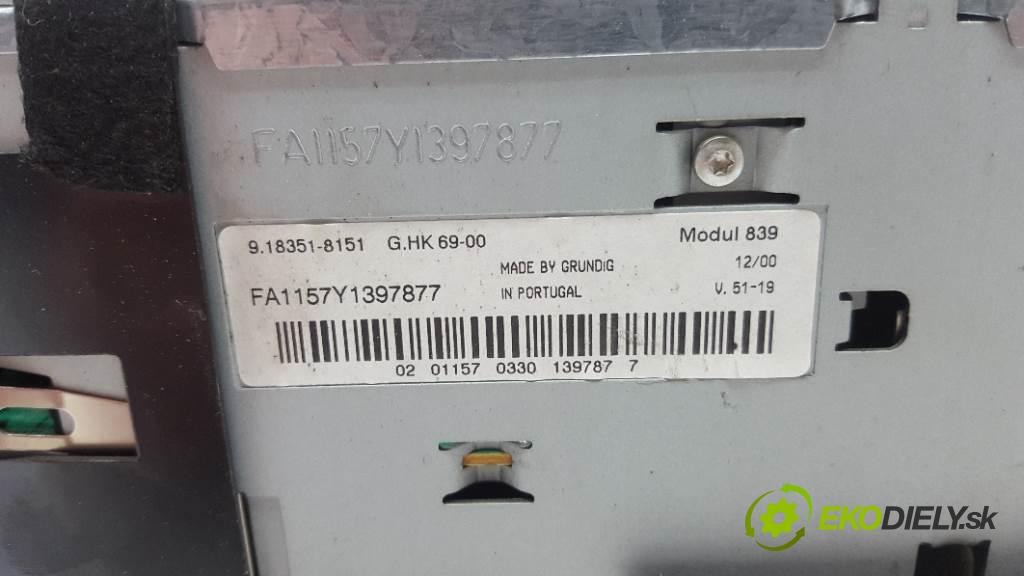 FA1157Y1397877
9.18351-8151 G.HK 69-00 Modul 839
MADE BY GRUNDIG 12/00
FA1157Y1397877 IN PORTUGAL V. 51-19
02 01157 0330 139787 7
EKODIELY.sk